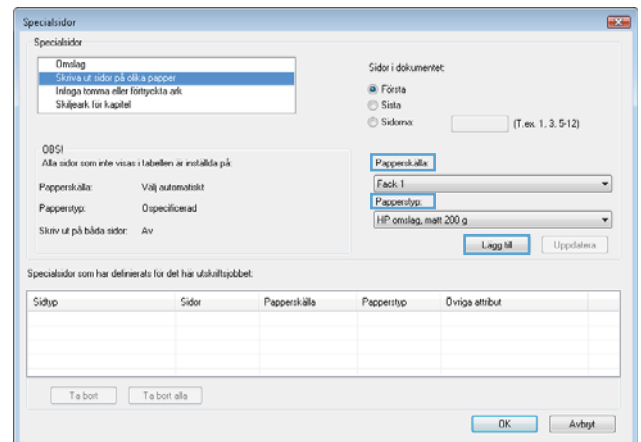 Specialsidor
Specialsidor
Omslag
Skriva ut sidor på olika papper
Infoga tomma eller förtryckta ark
Skiljeark för kapitel
Sidor i dokumentet:
Första
Sista
Sidorna:
(T.ex. 1, 3, 5-12)
OBS!
Alla sidor som inte visas i tabellen är inställda på:
Papperskälla: Välj automatiskt
Papperstyp: Ospecificerad
Skriv ut på båda sidor: Av
Papperskälla:
Fack 1
Papperstyp:
HP omslag, matt 200 g
Lägg till Uppdatera
Specialsidor som har definierats för det här utskriftsjobbet:
Sidtyp Sidor Papperskälla Papperstyp Övriga attribut
Ta bort Ta bort alla
OK Avbryt